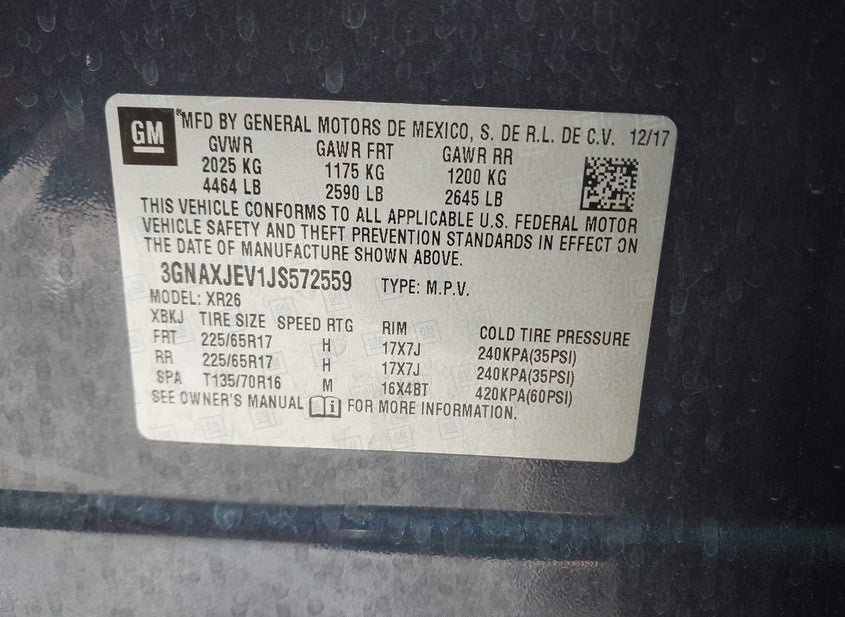 GM
MFD BY GENERAL MOTORS DE MEXICO, S. DE R.L. DE C.V. 12/17
GVWR GAWR FRT GAWR RR
2025 KG 1175 KG 1200 KG
4464 LB 2590 LB 2645 LB
THIS VEHICLE CONFORMS TO ALL APPLICABLE U.S. FEDERAL MOTOR
VEHICLE SAFETY AND THEFT PREVENTION STANDARDS IN EFFECT ON
THE DATE OF MANUFACTURE SHOWN ABOVE.
3GNAXJEV1JS572559 TYPE: M.P.V.
MODEL: XR26
XBKJ TIRE SIZE SPEED RTG RIM COLD TIRE PRESSURE
FRT 225/65R17 H 17X7J 240KPA(35PSI)
RR 225/65R17 H 17X7J 240KPA(35PSI)
SPA T135/70R16 M 16X4BT 420KPA(60PSI)
SEE OWNER'S MANUAL i FOR MORE INFORMATION.